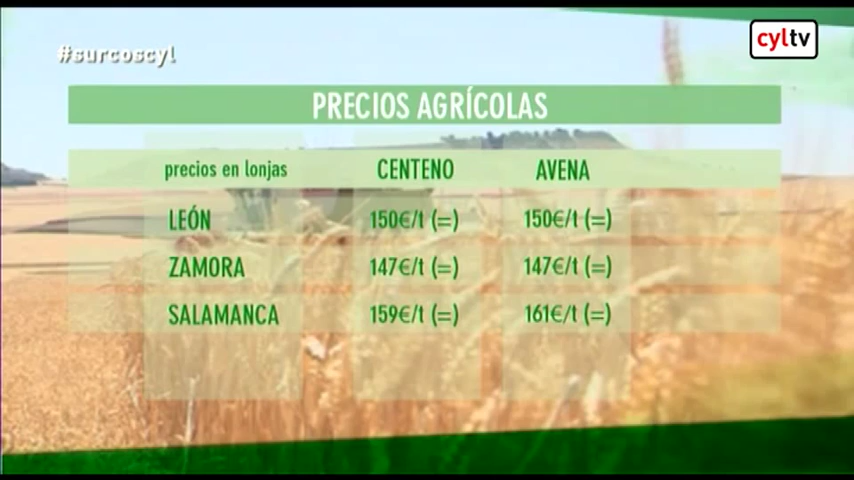 cyltv
#surcoscyl
PRECIOS AGRÍCOLAS
precios en lonjas CENTENO AVENA
LEÓN 150€/t (=) 150€/t (=)
ZAMORA 147€/t (=) 147€/t (=)
SALAMANCA 159€/t (=) 161€/t (=)